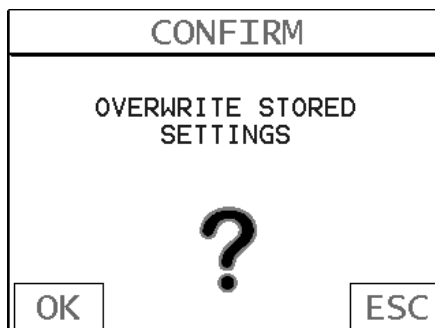 CONFIRM
OVERWRITE STORED
SETTINGS
?
OK ESC